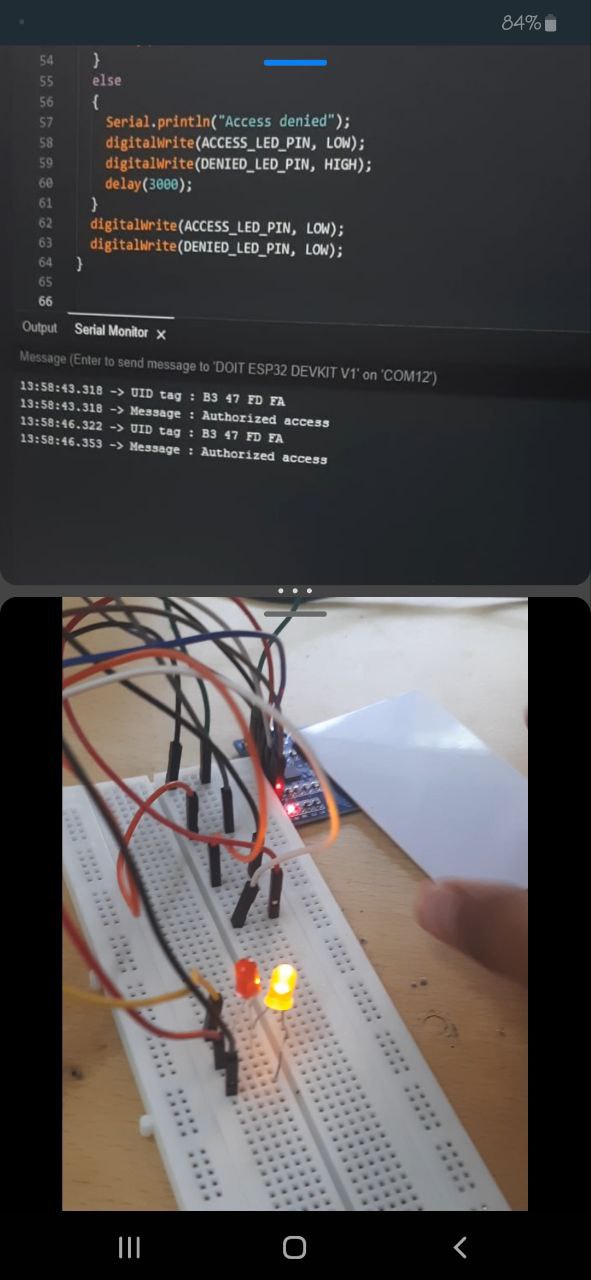 84%
54 }
55 else
56 {
57 Serial.println("Access denied");
58 digitalWrite(ACCESS_LED_PIN, LOW);
59 digitalWrite(DENIED_LED_PIN, HIGH);
60 delay(3000);
61 }
62 digitalWrite(ACCESS_LED_PIN, LOW);
63 digitalWrite(DENIED_LED_PIN, LOW);
64 }
65
66
Output Serial Monitor X
Message (Enter to send message to 'DOIT ESP32 DEVKIT V1' on 'COM12')
13:58:43.318 -> UID tag : B3 47 FD FA
13:58:43.318 -> Message : Authorized access
13:58:46.322 -> UID tag : B3 47 FD FA
13:58:46.353 -> Message : Authorized access